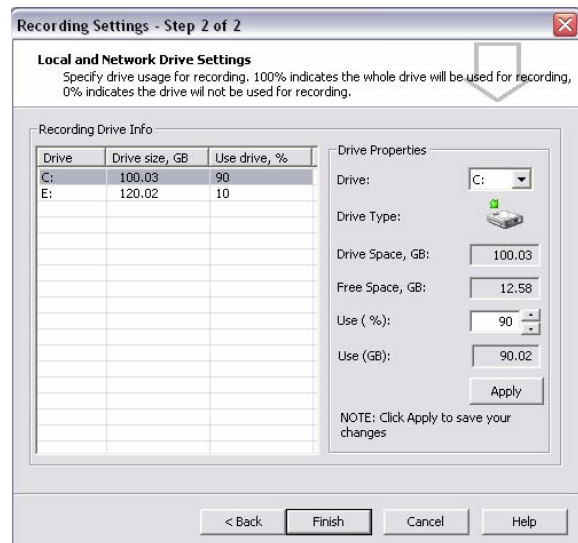 Recording Settings - Step 2 of 2
Local and Network Drive Settings
Specify drive usage for recording. 100% indicates the whole drive will be used for recording,
0% indicates the drive wil not be used for recording.
Recording Drive Info
Drive Drive size, GB Use drive, %
C: 100.03 90
E: 120.02 10
Drive Properties
Drive: C:
Drive Type:
Drive Space, GB: 100.03
Free Space, GB: 12.58
Use ( %): 90
Use (GB): 90.02
Apply
NOTE: Click Apply to save your
changes
< Back Finish Cancel Help